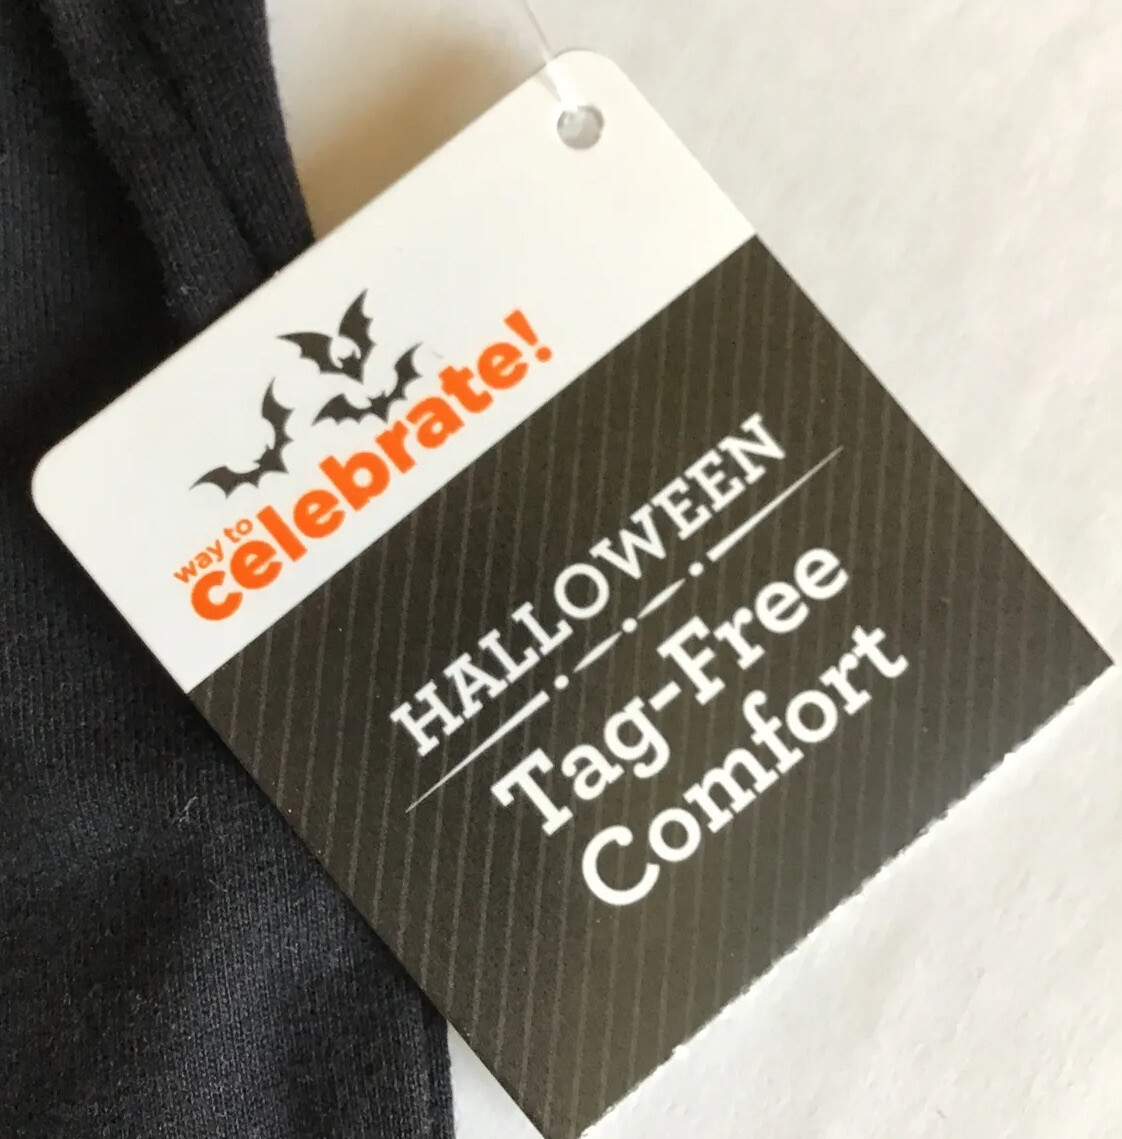 way to
celebrate!
HALLOWEEN
Tag-Free
Comfort